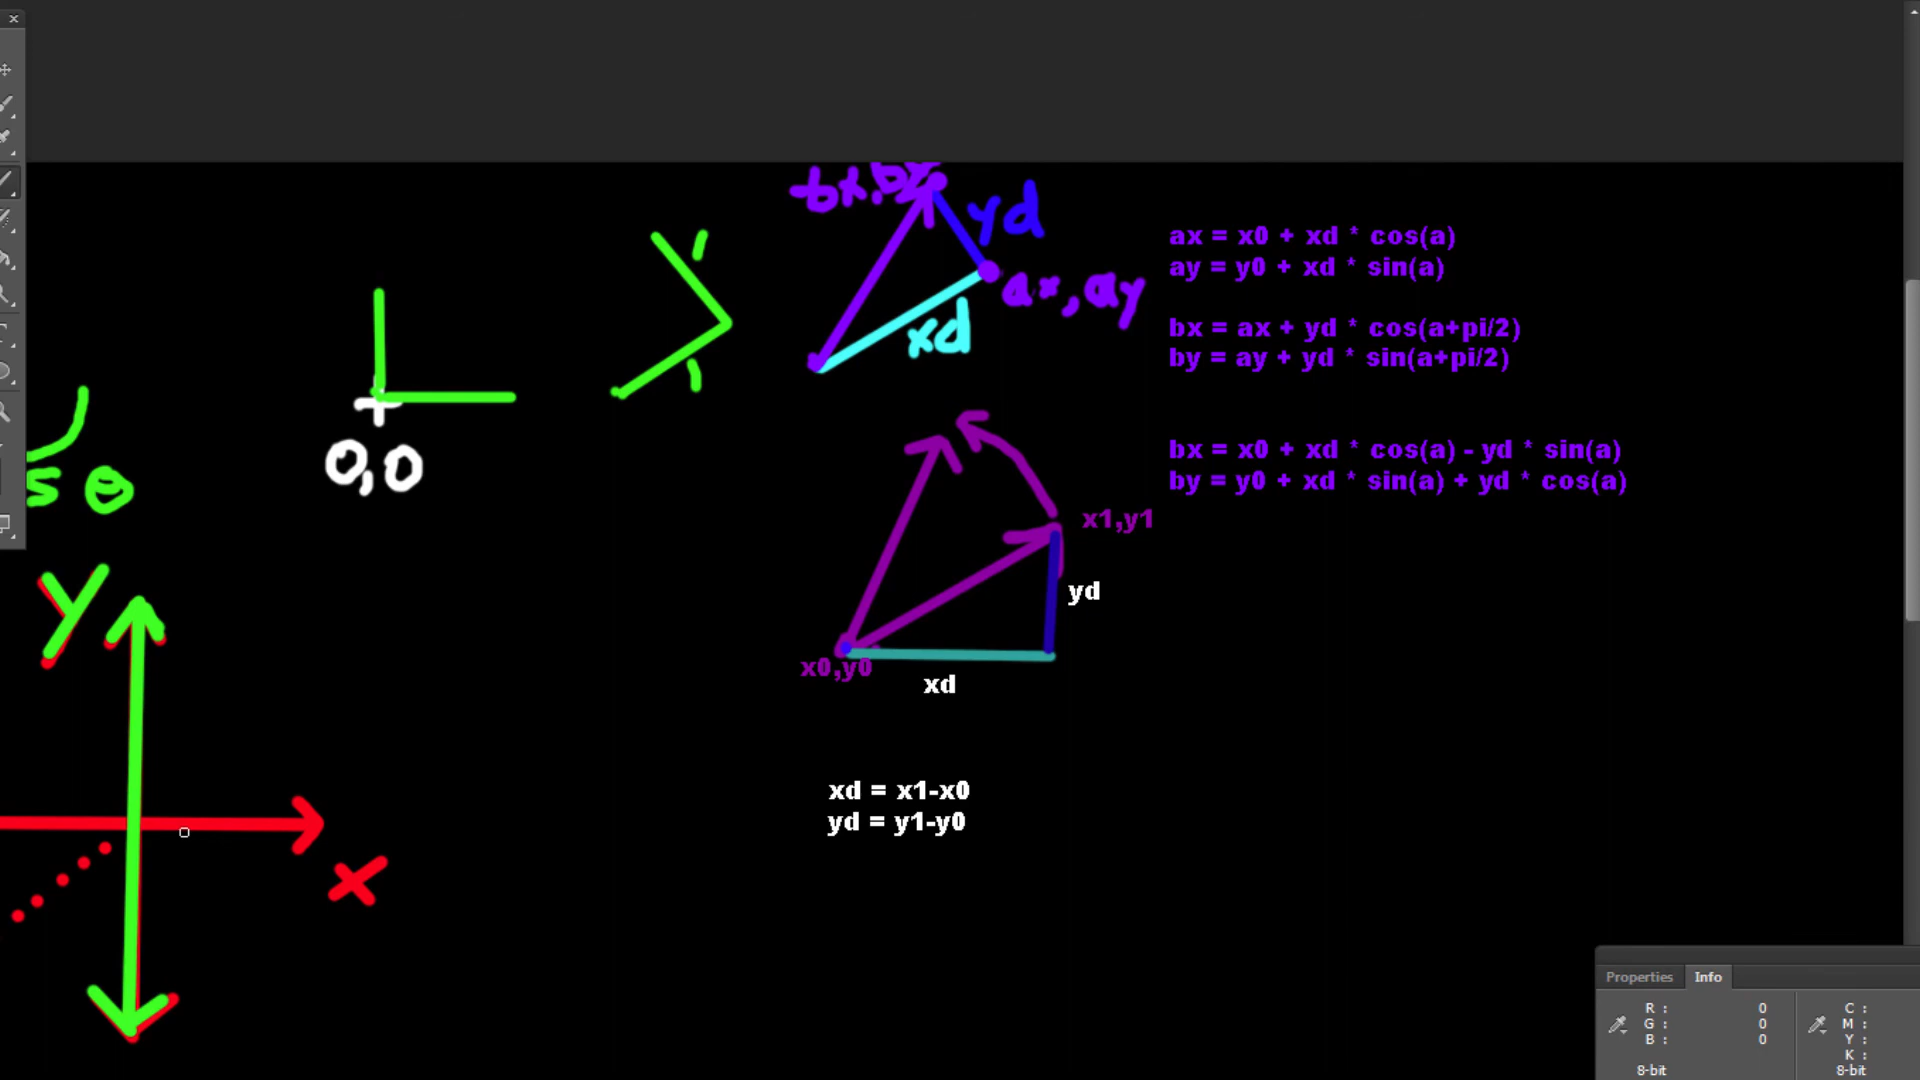 bx,by
yd
ax = x0 + xd * cos(a)
ay = y0 + xd * sin(a)
ax, ay
xd
bx = ax + yd * cos(a+pi/2)
by = ay + yd * sin(a+pi/2)
0,0
bx = x0 + xd * cos(a) - yd * sin(a)
by = y0 + xd * sin(a) + yd * cos(a)
x1,y1
yd
x0,y0
xd
y
xd = x1-x0
yd = y1-y0
x
Properties Info
R : 0 C :
G : 0 M :
B : 0 Y :
K :
8-bit 8-bit